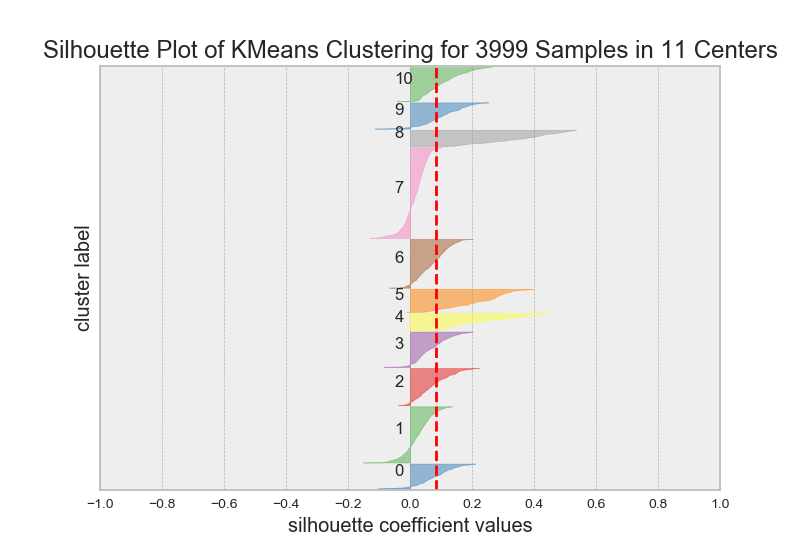 Silhouette Plot of KMeans Clustering for 3999 Samples in 11 Centers
10
9
8
7
6
5
4
3
2
1
0
cluster label
−1.0 −0.8 −0.6 −0.4 −0.2 0.0 0.2 0.4 0.6 0.8 1.0
silhouette coefficient values